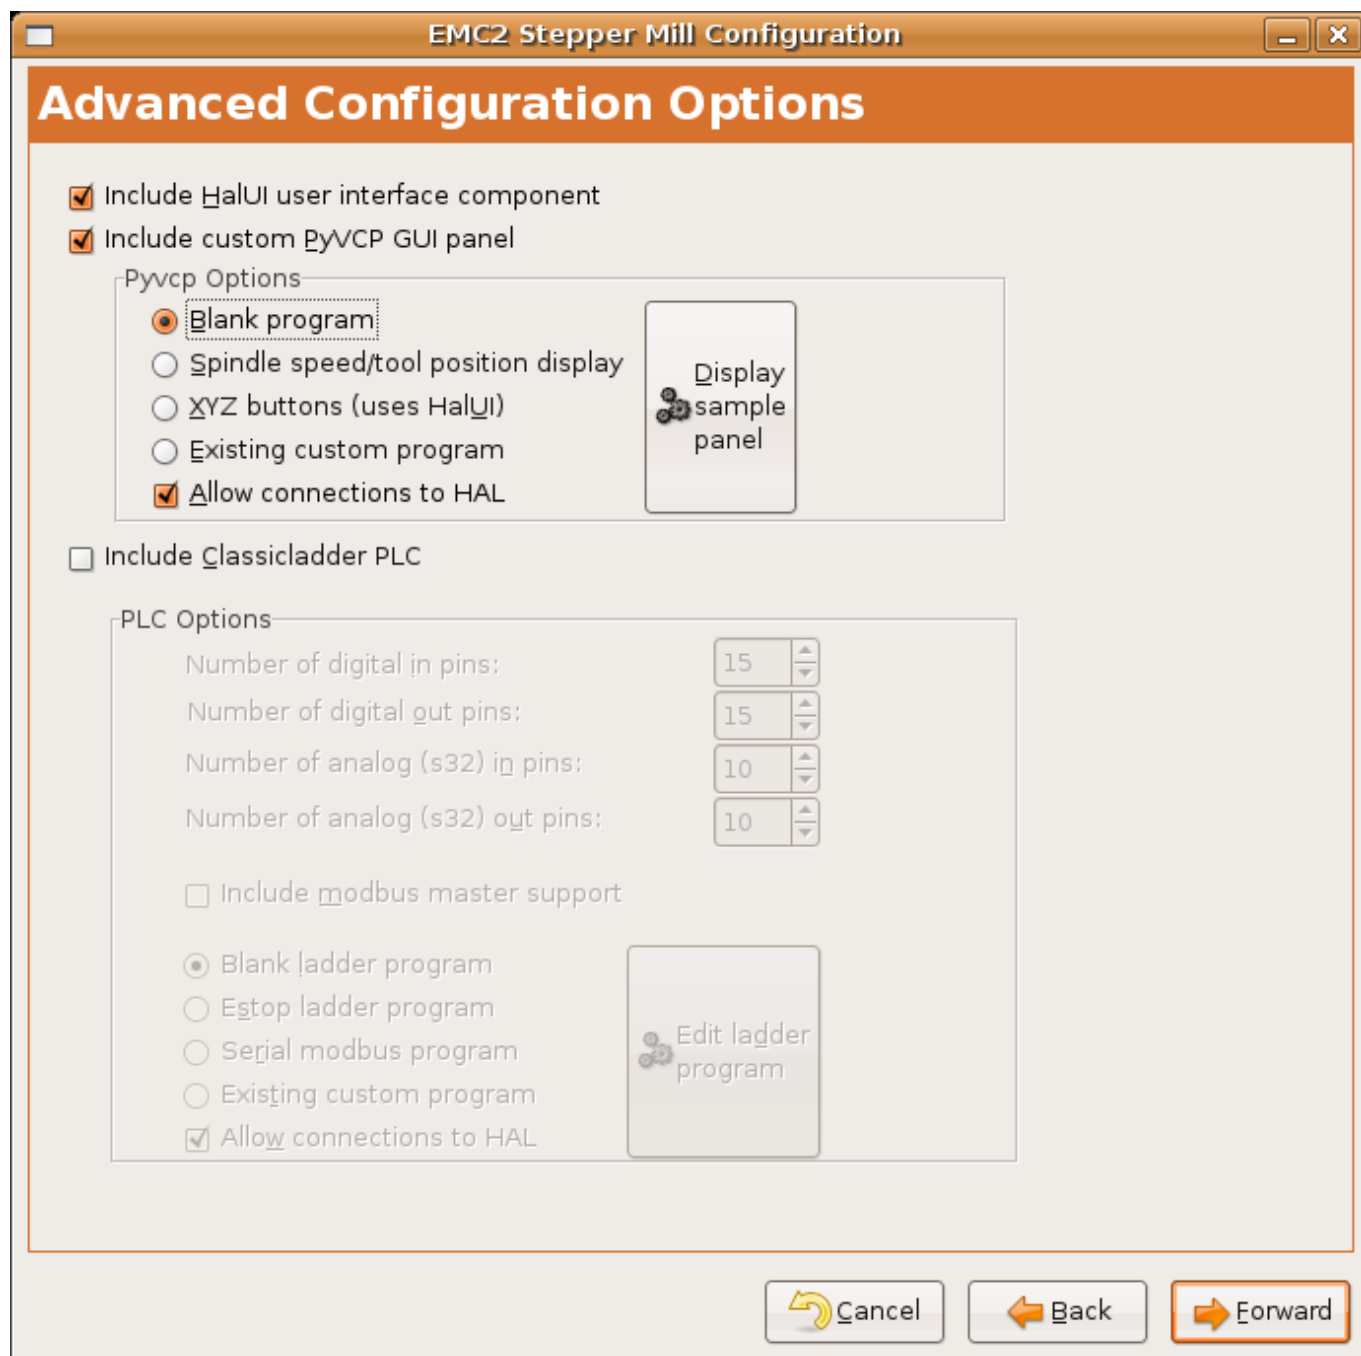 EMC2 Stepper Mill Configuration
Advanced Configuration Options
Include HalUI user interface component
Include custom PyVCP GUI panel
Pyvcp Options
Blank program
Spindle speed/tool position display
XYZ buttons (uses HalUI)
Existing custom program
Allow connections to HAL
Display
sample
panel
Include Classicladder PLC
PLC Options
Number of digital in pins: 15
Number of digital out pins: 15
Number of analog (s32) in pins: 10
Number of analog (s32) out pins: 10
Include modbus master support
Blank ladder program
Estop ladder program
Serial modbus program
Existing custom program
Allow connections to HAL
Edit ladder
program
Cancel Back Forward